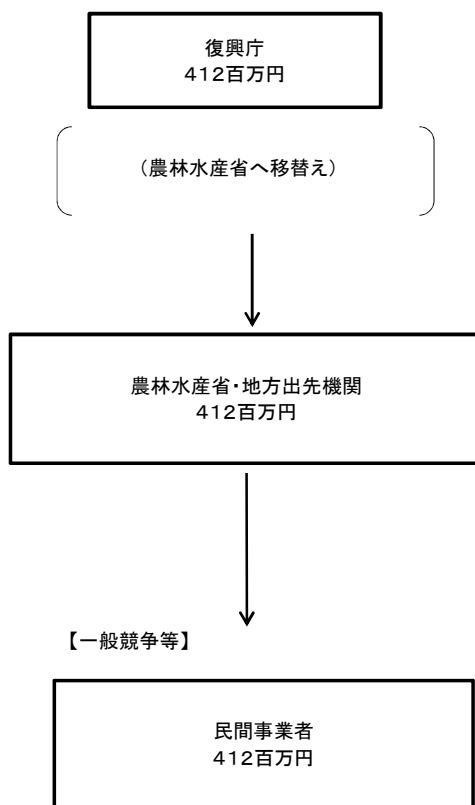 復興庁
412百万円
(農林水産省へ移替え)
農林水産省・地方出先機関
412百万円
【一般競争等】
民間事業者
412百万円